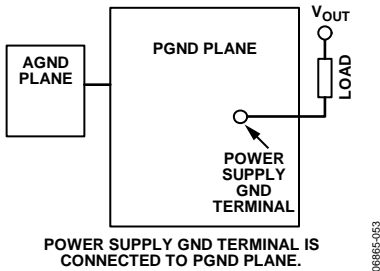 VOUT
PGND PLANE
AGND
PLANE
LOAD
POWER
SUPPLY
GND
TERMINAL
POWER SUPPLY GND TERMINAL IS
CONNECTED TO PGND PLANE.
06865-053